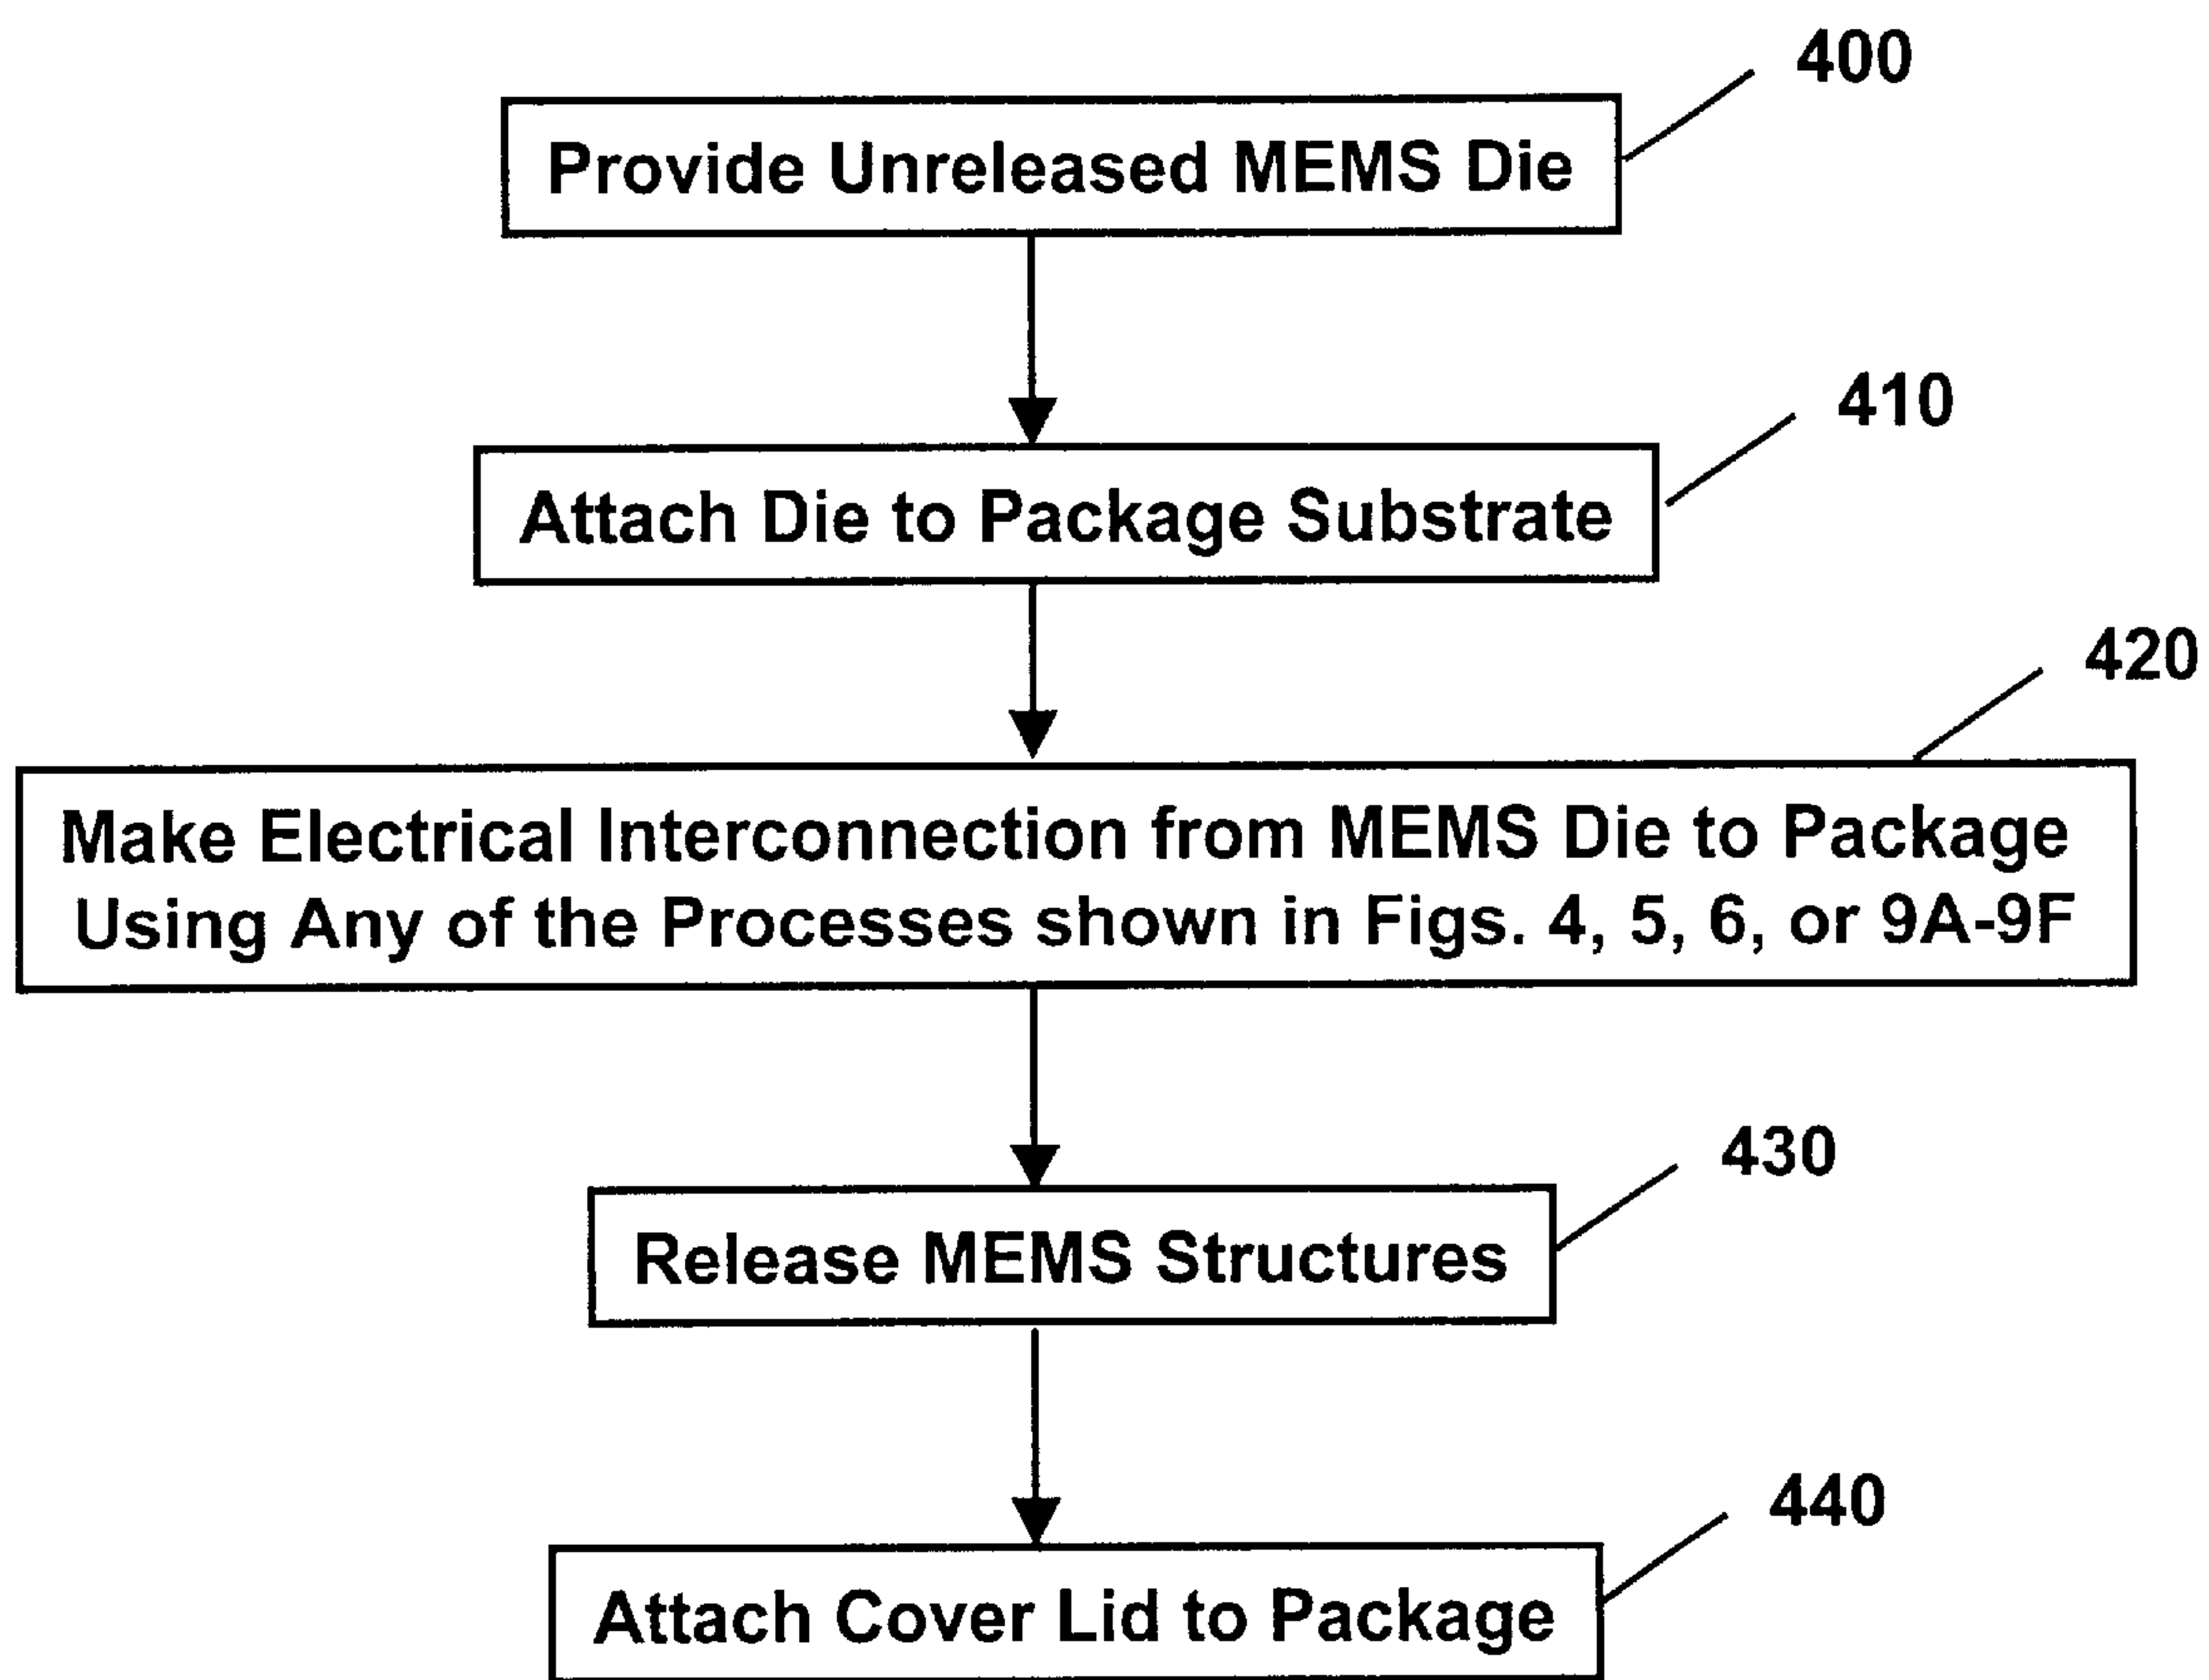 400
Provide Unreleased MEMS Die
410
Attach Die to Package Substrate
420
Make Electrical Interconnection from MEMS Die to Package
Using Any of the Processes shown in Figs. 4, 5, 6, or 9A-9F
430
Release MEMS Structures
440
Attach Cover Lid to Package